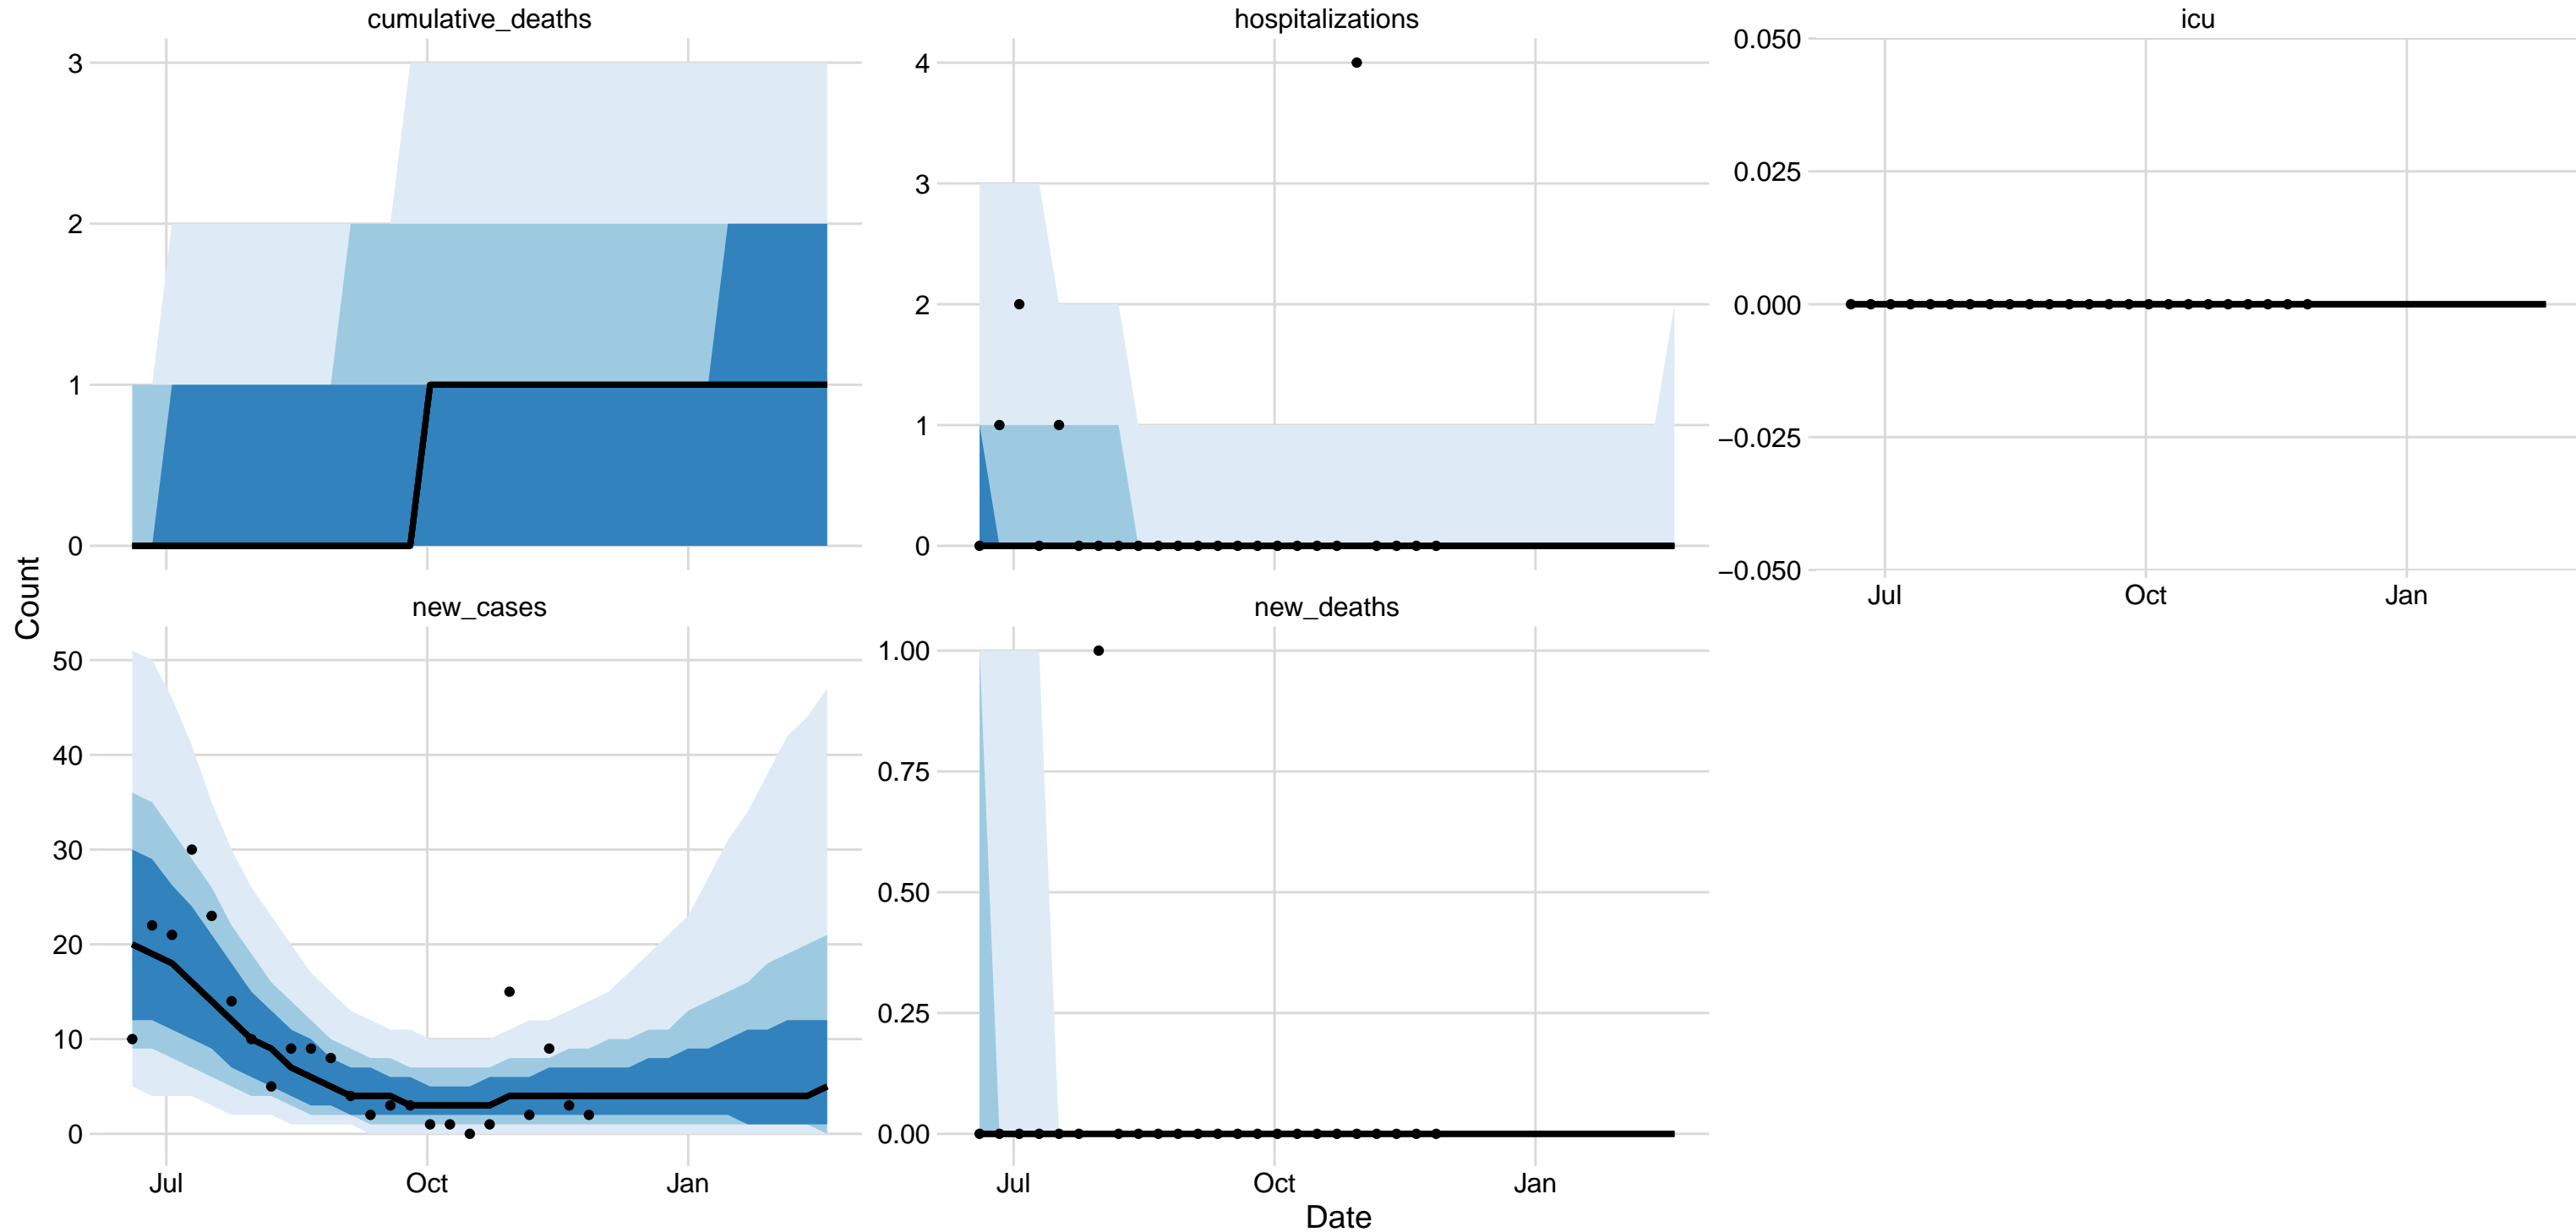 cumulative_deaths
hospitalizations
icu
3
2
1
0
4
3
2
1
0
0.050
0.025
0.000
−0.025
−0.050
Jul
Oct
Jan
Count
new_cases
new_deaths
50
40
30
20
10
0
1.00
0.75
0.50
0.25
0.00
Jul
Oct
Jan
Jul
Oct
Jan
Date